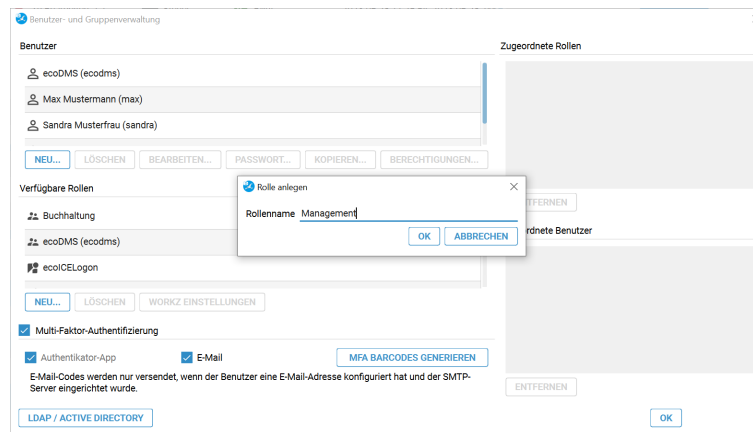 Benutzer- und Gruppenverwaltung
Benutzer
Zugeordnete Rollen
ecoDMS (ecodms)
Max Mustermann (max)
Sandra Musterfrau (sandra)
NEU... LÖSCHEN BEARBEITEN... PASSWORT... KOPIEREN... BERECHTIGUNGEN...
Verfügbare Rollen
Rolle anlegen
Rollenname Management
OK ABBRECHEN
TFERNEN
rdnete Benutzer
Buchhaltung
ecoDMS (ecodms)
ecoICELogon
NEU... LÖSCHEN WORKZ EINSTELLUNGEN
Multi-Faktor-Authentifizierung
Authentikator-App E-Mail MFA BARCODES GENERIEREN
E-Mail-Codes werden nur versendet, wenn der Benutzer eine E-Mail-Adresse konfiguriert hat und der SMTP-
Server eingerichtet wurde.
ENTFERNEN
LDAP / ACTIVE DIRECTORY
OK